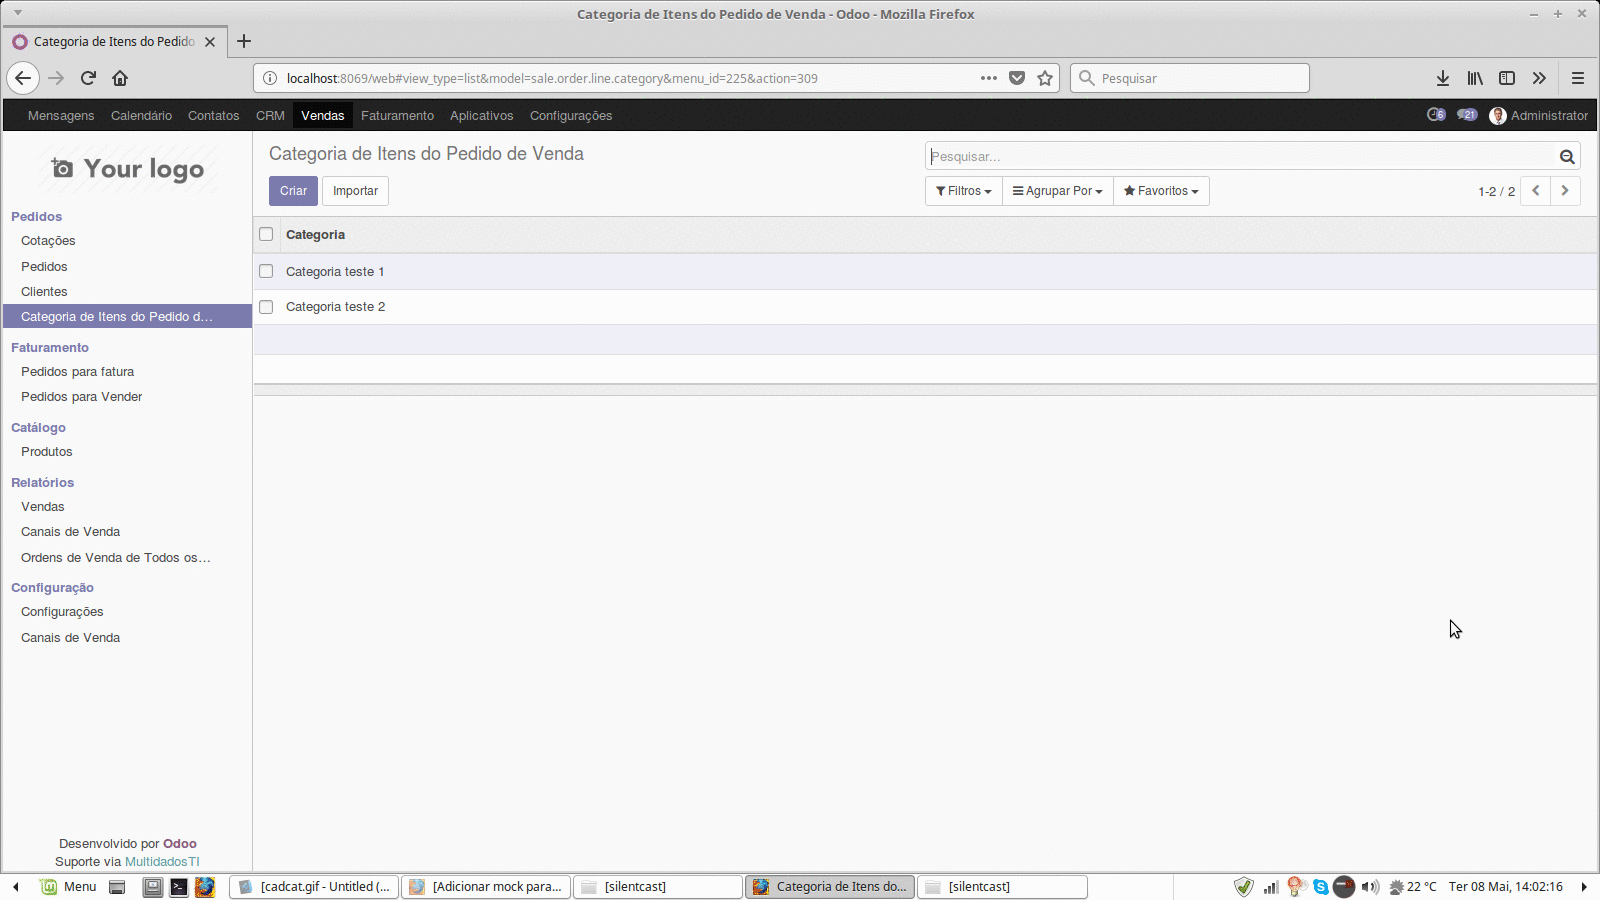 Categoria de Itens do Pedido de Venda - Odoo - Mozilla Firefox
Categoria de Itens do Pedido
localhost:8069/web#view_type=list&model=sale.order.line.category&menu_id=225&action=309
Pesquisar
Mensagens Calendário Contatos CRM Vendas Faturamento Aplicativos Configurações 6 21 Administrator
Your logo
Categoria de Itens do Pedido de Venda
Pesquisar...
Criar Importar
Filtros Agrupar Por Favoritos
1-2 / 2
Pedidos
Cotações
Pedidos
Clientes
Categoria de Itens do Pedido d...
Faturamento
Pedidos para fatura
Pedidos para Vender
Catálogo
Produtos
Relatórios
Vendas
Canais de Venda
Ordens de Venda de Todos os...
Configuração
Configurações
Canais de Venda
Categoria
Categoria teste 1
Categoria teste 2
Desenvolvido por Odoo
Suporte via MultidadosTI
Menu [cadcat.gif - Untitled (... [Adicionar mock para... [silentcast] Categoria de Itens do... [silentcast] 22 °C Ter 08 Mai, 14:02:16